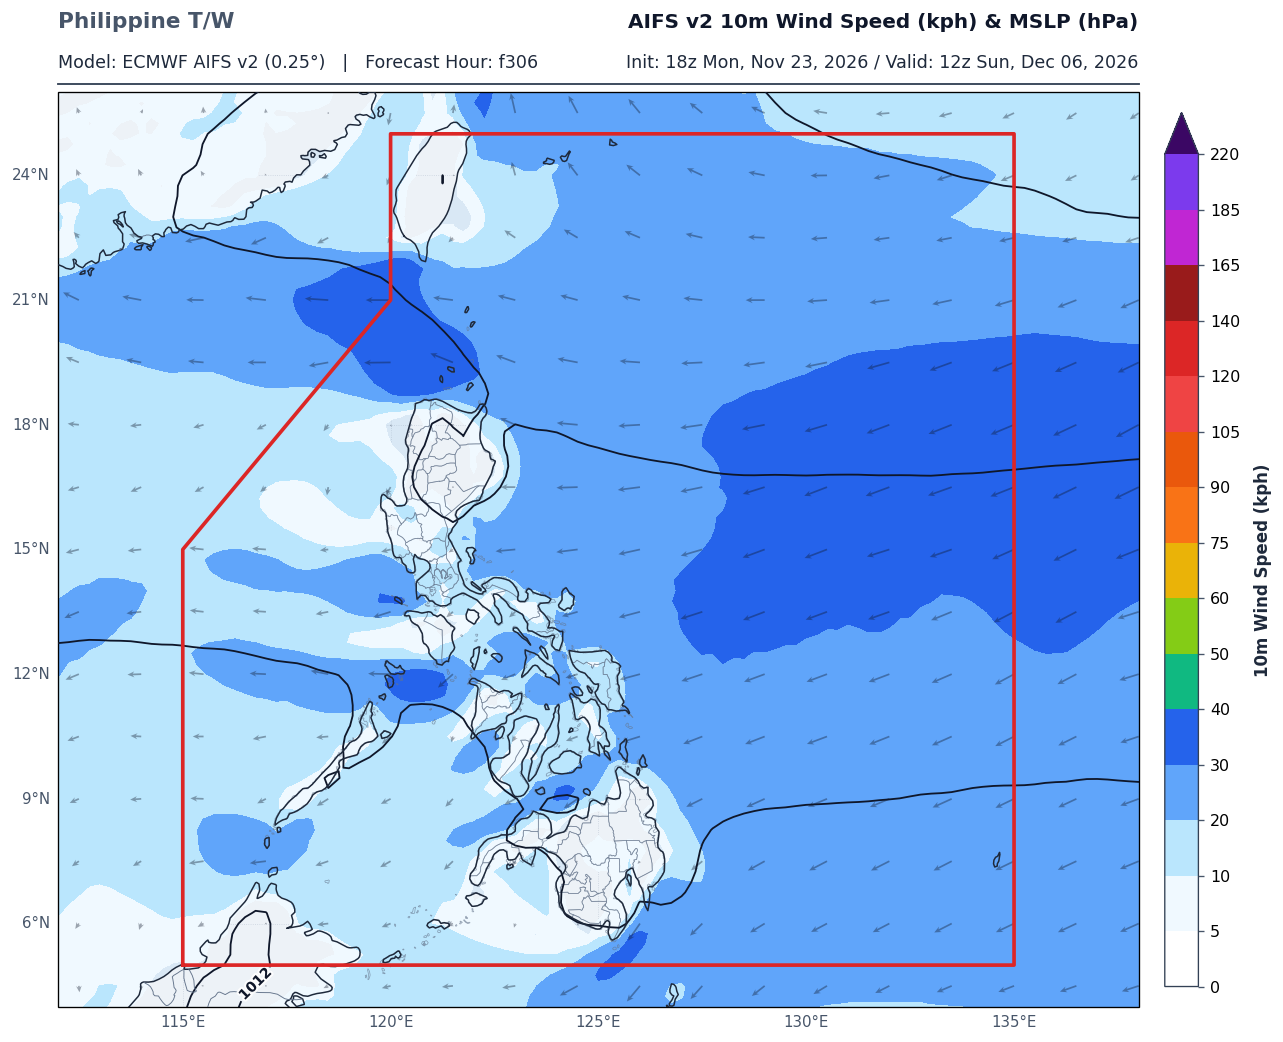 Philippine T/W
AIFS v2 10m Wind Speed (kph) & MSLP (hPa)
Model: ECMWF AIFS v2 (0.25°)   |   Forecast Hour: f306
Init: 18z Mon, Nov 23, 2026 / Valid: 12z Sun, Dec 06, 2026
24°N
21°N
18°N
15°N
12°N
9°N
6°N
115°E
120°E
125°E
130°E
135°E
1012
220
185
165
140
120
105
90
75
60
50
40
30
20
10
5
0
10m Wind Speed (kph)